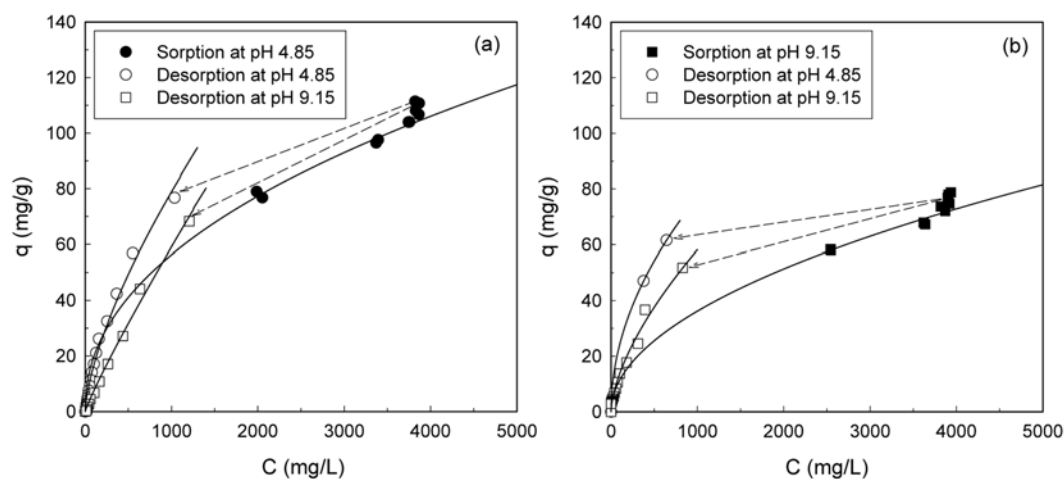 (a)
Sorption at pH 4.85
Desorption at pH 4.85
Desorption at pH 9.15
140
120
100
80
60
40
20
0
q (mg/g)
0 1000 2000 3000 4000 5000
C (mg/L)
(b)
Sorption at pH 9.15
Desorption at pH 4.85
Desorption at pH 9.15
140
120
100
80
60
40
20
0
q (mg/g)
0 1000 2000 3000 4000 5000
C (mg/L)